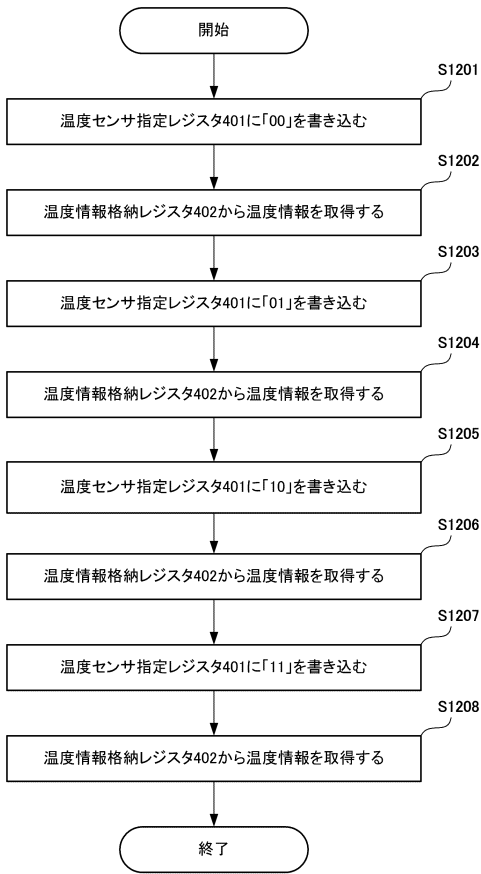 開始
S1201
温度センサ指定レジスタ401に「00」を書き込む
S1202
温度情報格納レジスタ402から温度情報を取得する
S1203
温度センサ指定レジスタ401に「01」を書き込む
S1204
温度情報格納レジスタ402から温度情報を取得する
S1205
温度センサ指定レジスタ401に「10」を書き込む
S1206
温度情報格納レジスタ402から温度情報を取得する
S1207
温度センサ指定レジスタ401に「11」を書き込む
S1208
温度情報格納レジスタ402から温度情報を取得する
終了